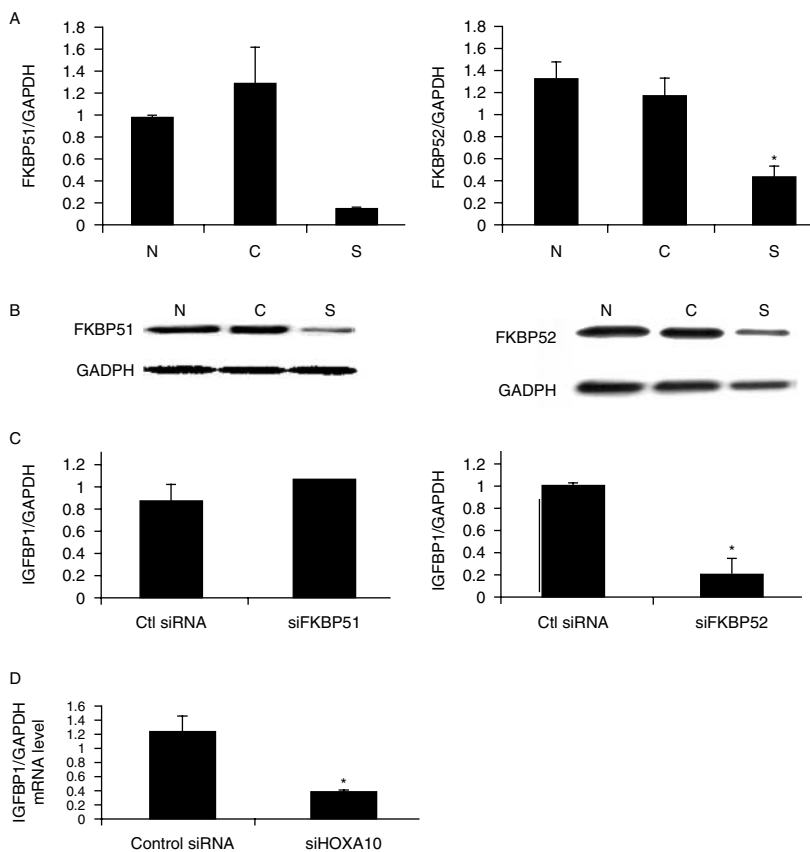 A
FKBP51/GAPDH
1.8
1.6
1.4
1.2
1
0.8
0.6
0.4
0.2
0
N C S
FKBP52/GAPDH
1.8
1.6
1.4
1.2
1
0.8
0.6
0.4
0.2
0
*
N C S
B
N C S
FKBP51
GADPH
N C S
FKBP52
GADPH
C
IGFBP1/GAPDH
1.2
1
0.8
0.6
0.4
0.2
0
Ctl siRNA siFKBP51
IGFBP1/GAPDH
1.2
1
0.8
0.6
0.4
0.2
0
*
Ctl siRNA siFKBP52
D
IGFBP1/GAPDH
mRNA level
1.6
1.4
1.2
1
0.8
0.6
0.4
0.2
0
*
Control siRNA siHOXA10